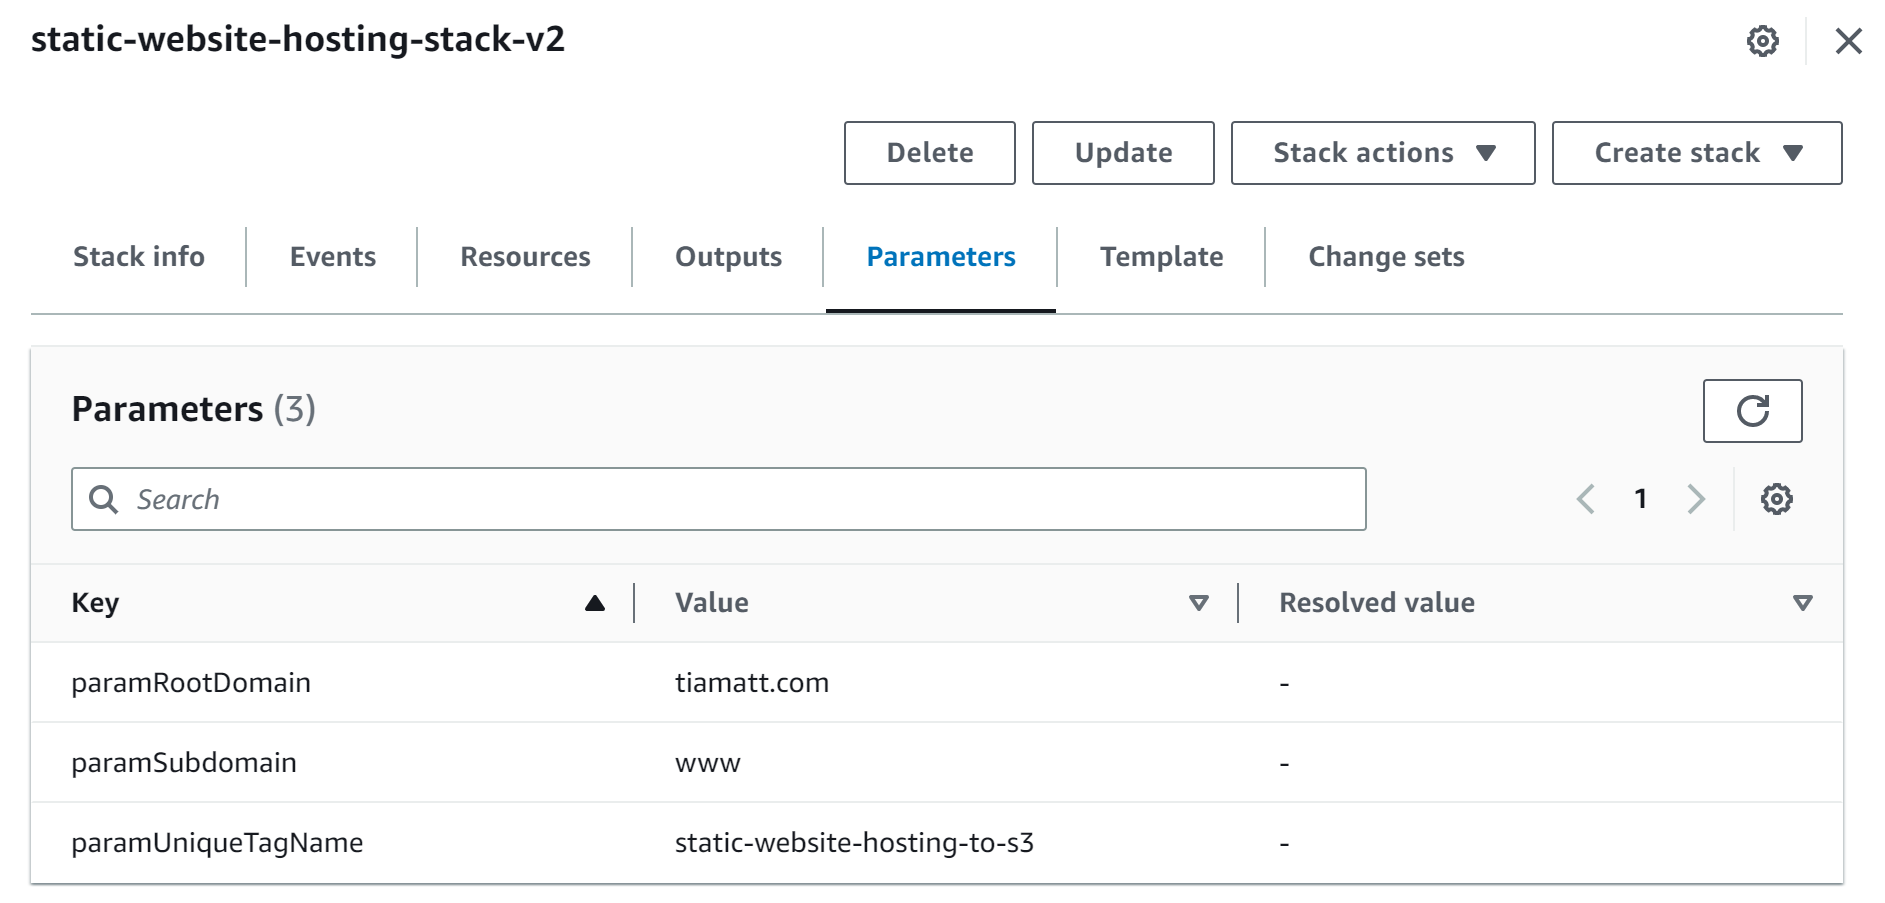 static-website-hosting-stack-v2
Delete Update Stack actions Create stack
Stack info Events Resources Outputs Parameters Template Change sets
Parameters (3)
Search 1
Key Value Resolved value
paramRootDomain tiamatt.com -
paramSubdomain www -
paramUniqueTagName static-website-hosting-to-s3 -